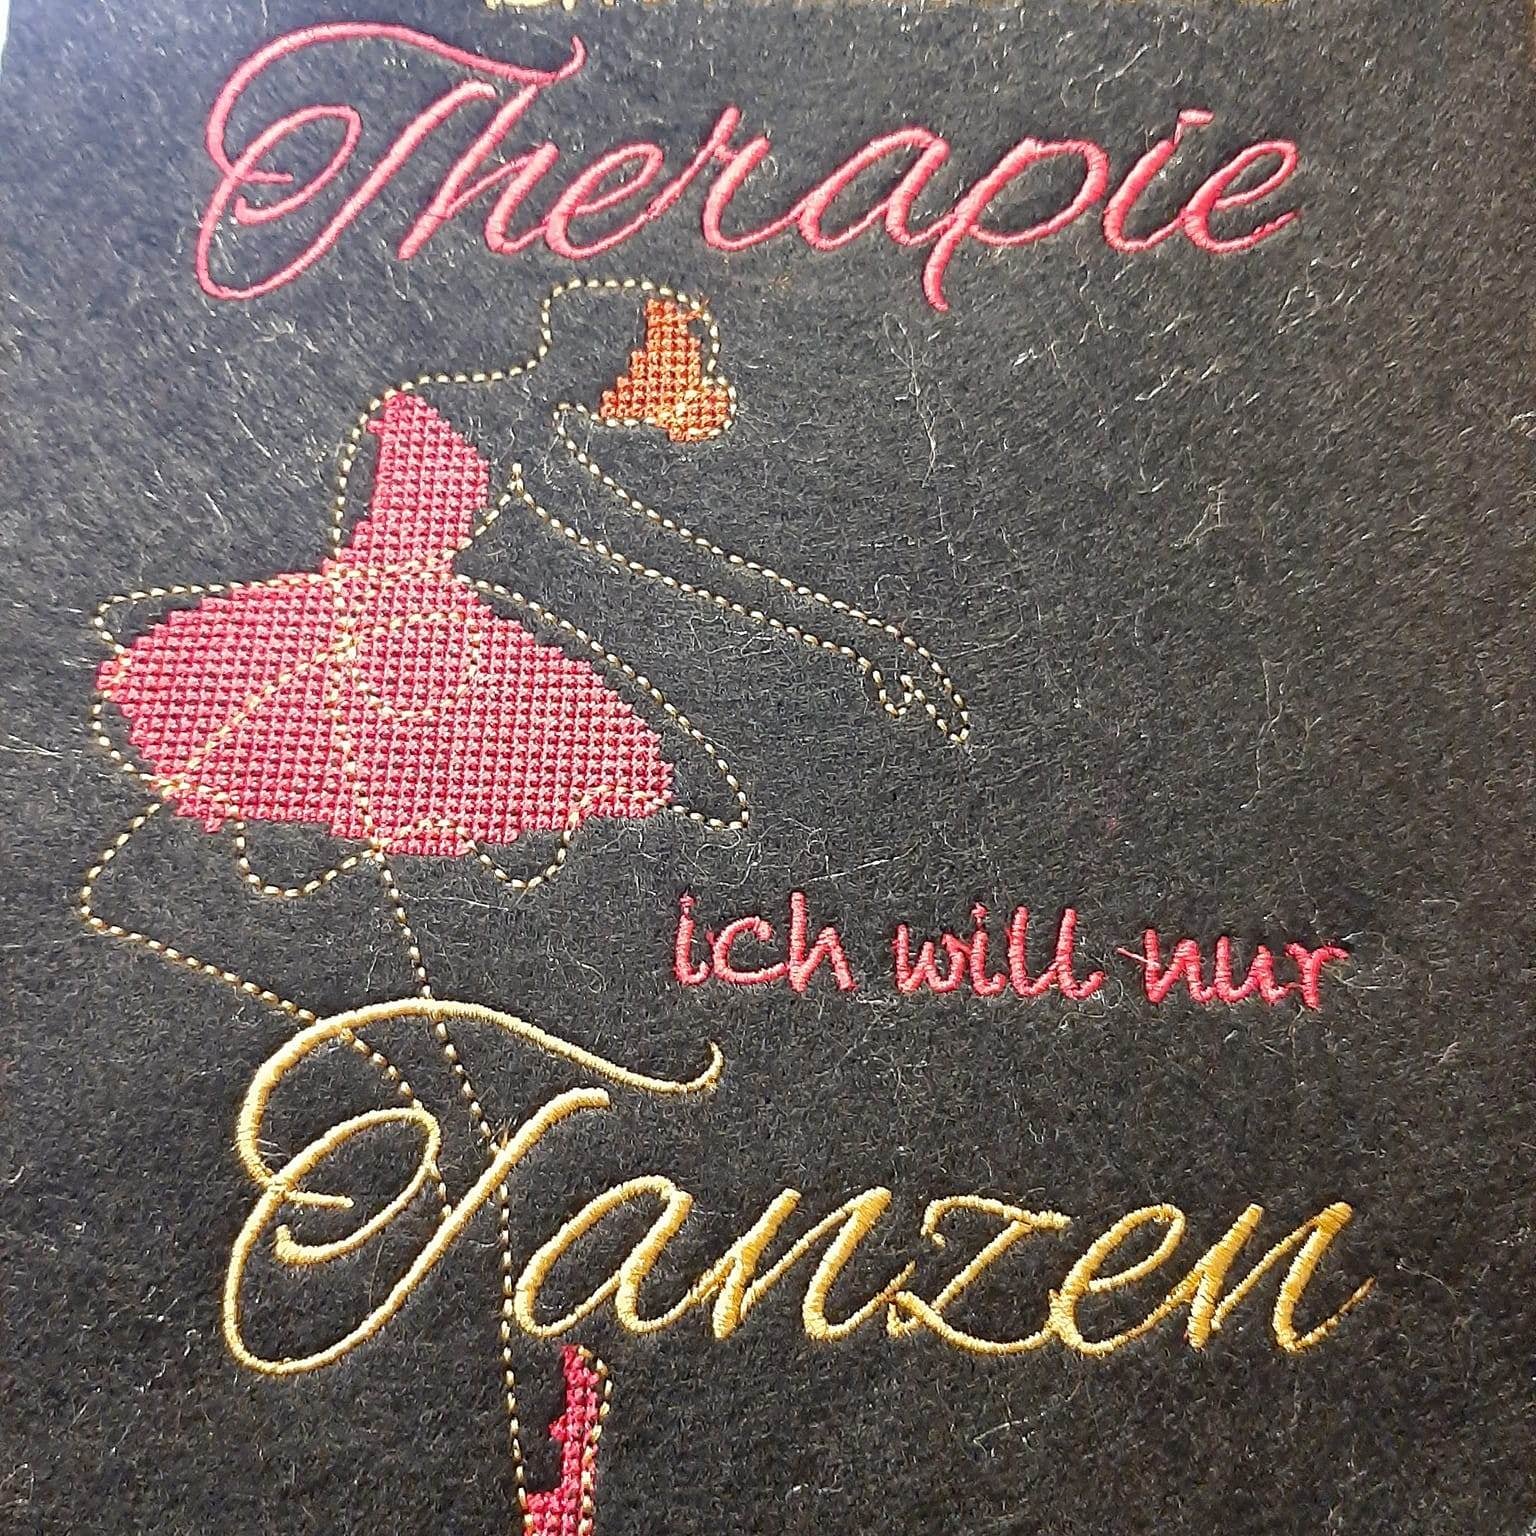 Therapie
ich will nur
Tanzen